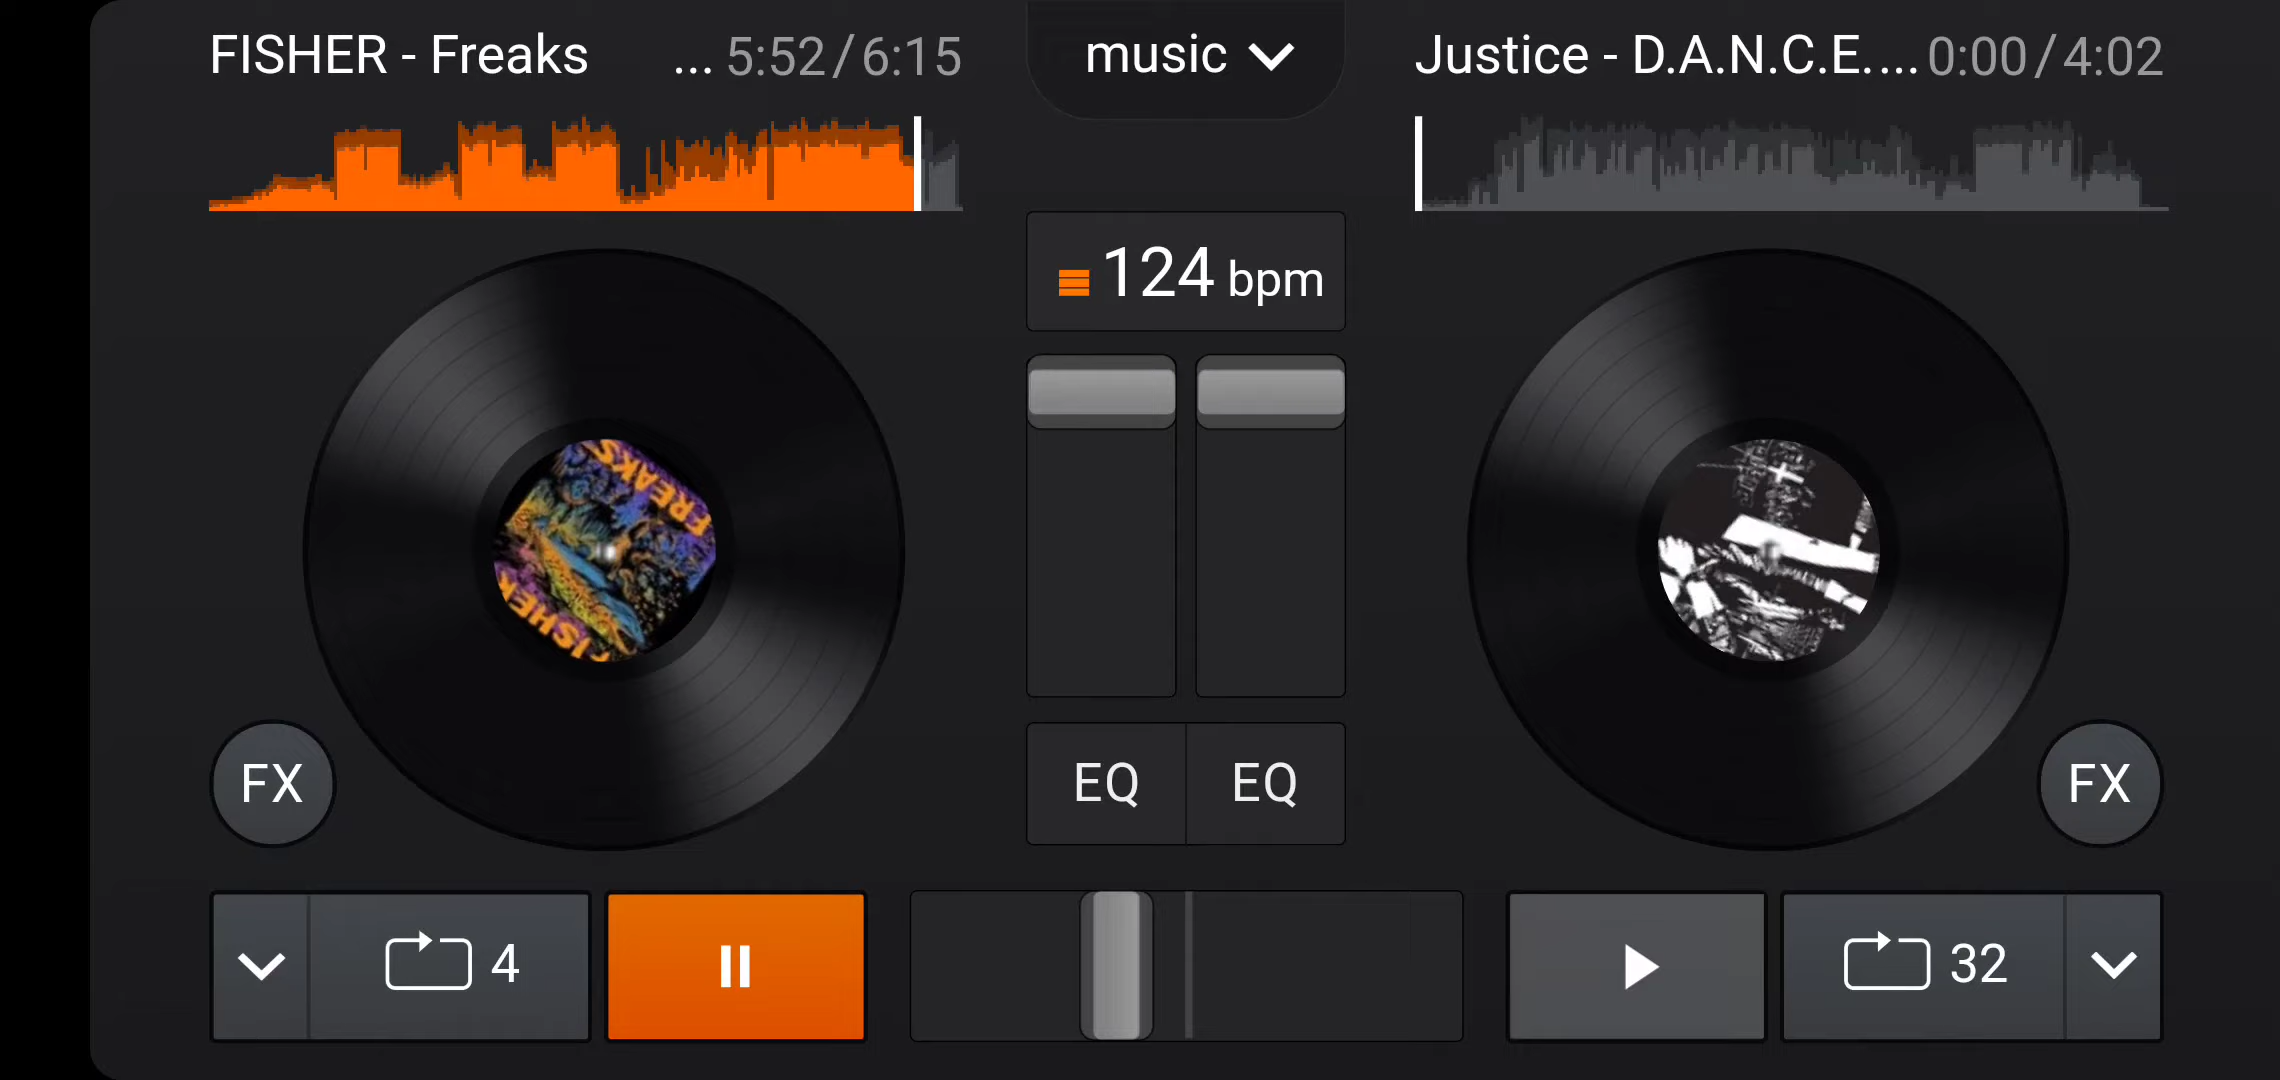 FISHER - Freaks ... 5:52/6:15
music
Justice - D.A.N.C.E.... 0:00/4:02
124 bpm
FREAKS
FISHER
FX
EQ EQ
FX
4
32